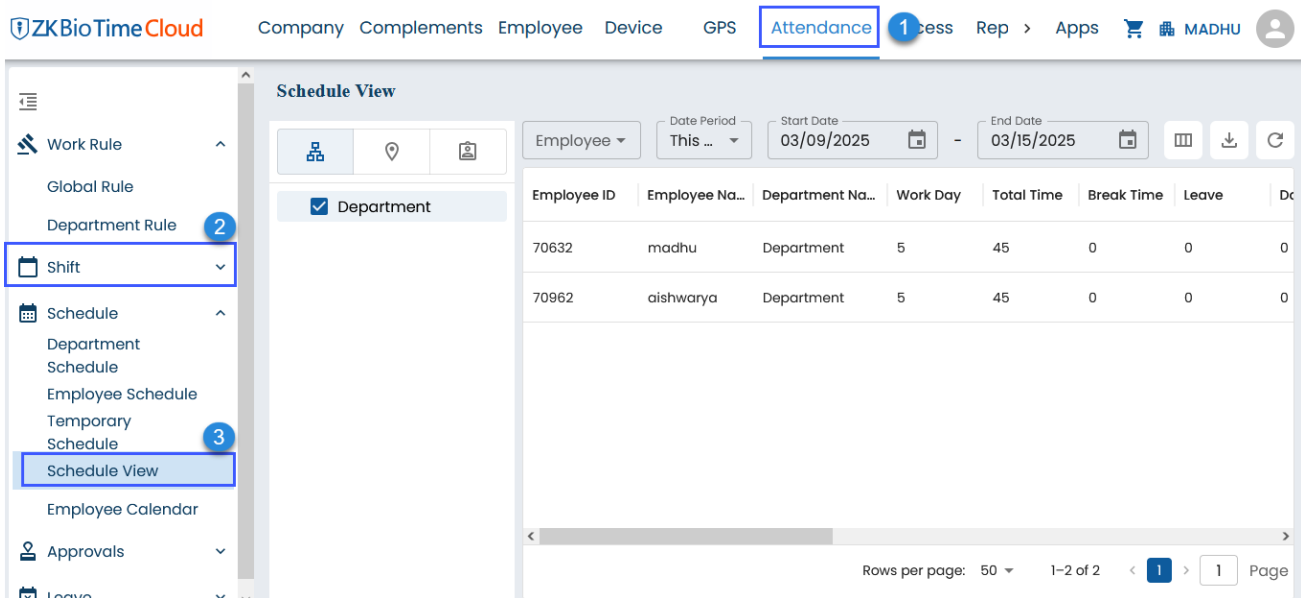 ZKBioTime Cloud
Company Complements Employee Device GPS Attendance 1 cess Rep > Apps MADHU
Schedule View
Work Rule
Global Rule
Department Rule
2
Shift
Schedule
Department
Schedule
Employee Schedule
Temporary
Schedule
3
Schedule View
Employee Calendar
Approvals
Leave
Department
Employee
Date Period
This ...
Start Date
03/09/2025
-
End Date
03/15/2025
Employee ID Employee Na... Department Na... Work Day Total Time Break Time Leave
70632 madhu Department 5 45 0 0 0
70962 aishwarya Department 5 45 0 0 0
Rows per page: 50 1–2 of 2 < 1 > 1 Page